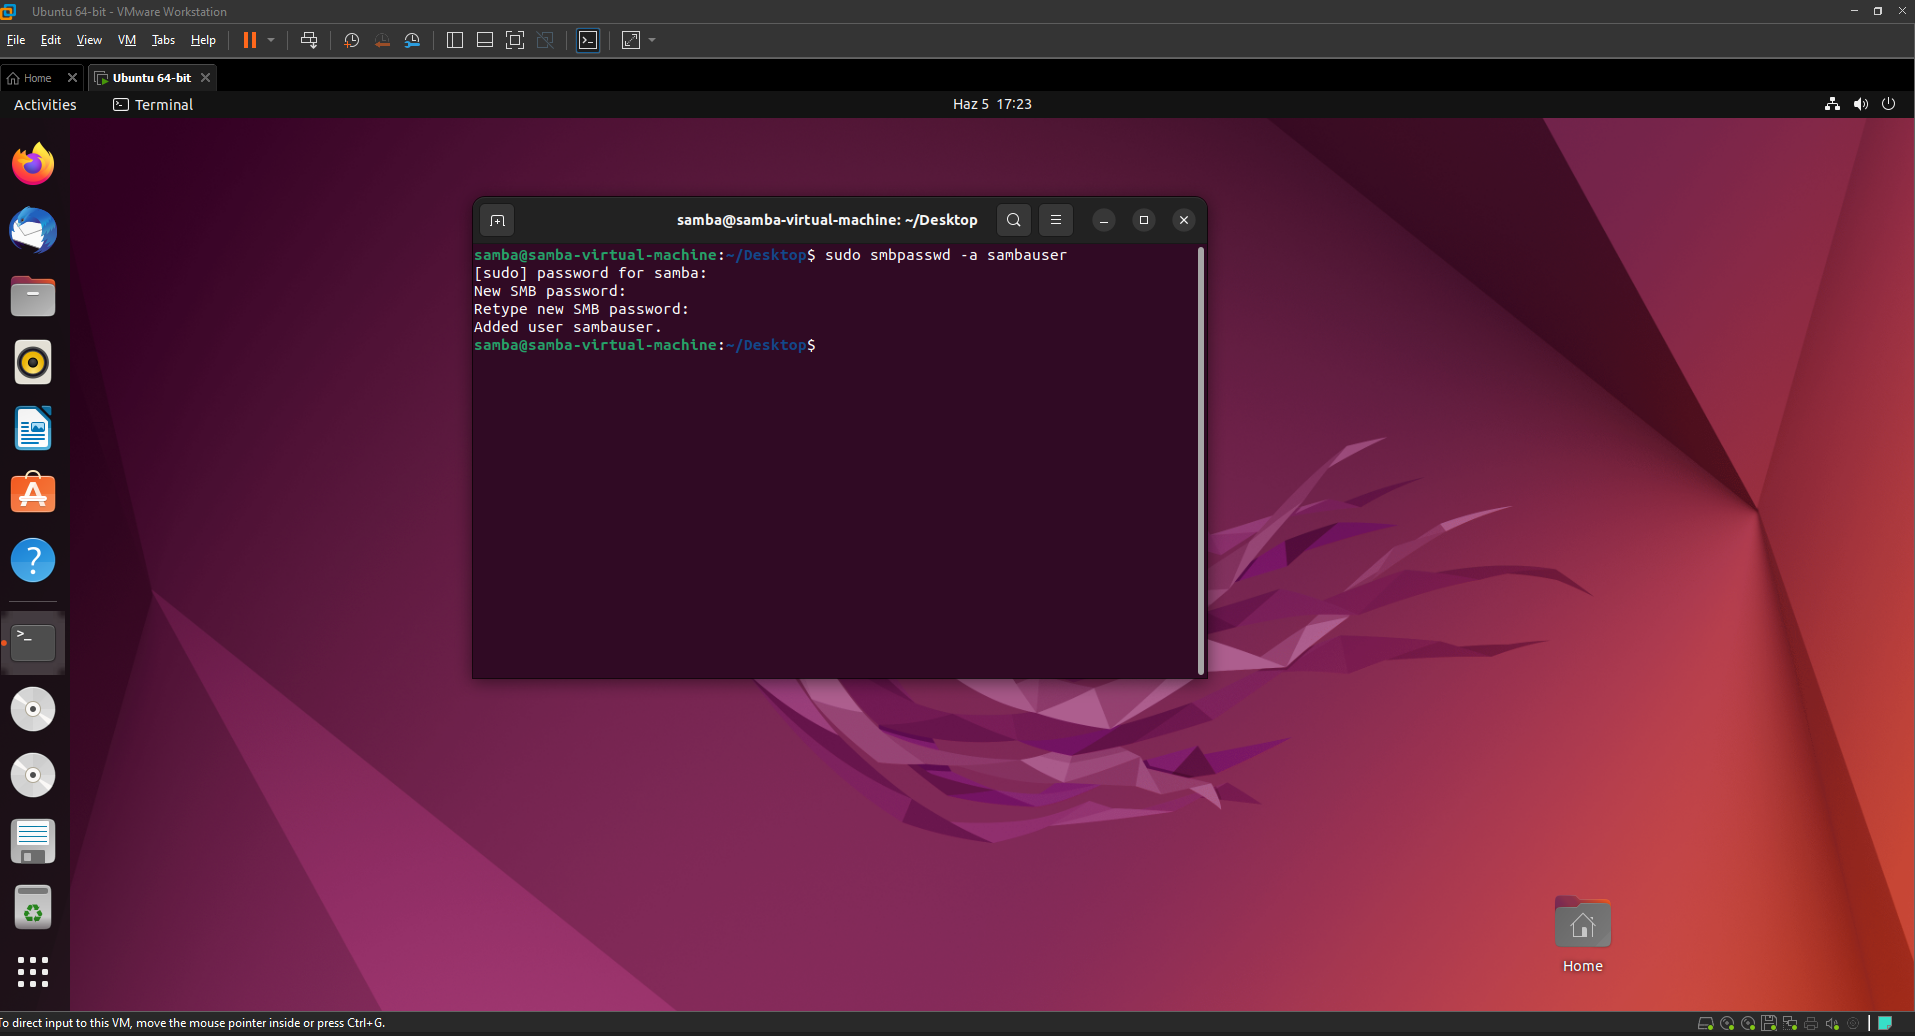 Ubuntu 64-bit - VMware Workstation
File Edit View VM Tabs Help
Home Ubuntu 64-bit
Activities Terminal Haz 5 17:23
samba@samba-virtual-machine: ~/Desktop
samba@samba-virtual-machine:~/Desktop$ sudo smbpasswd -a sambauser
[sudo] password for samba:
New SMB password:
Retype new SMB password:
Added user sambauser.
samba@samba-virtual-machine:~/Desktop$
Home
To direct input to this VM, move the mouse pointer inside or press Ctrl+G.